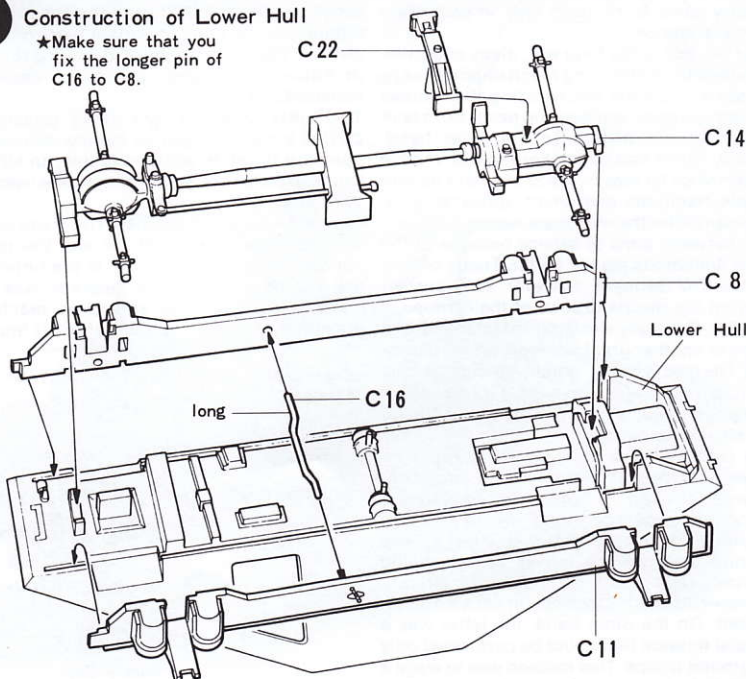 Construction of Lower Hull
★Make sure that you
fix the longer pin of
C16 to C8.
C22
C14
C 8
Lower Hull
long
C16
C11